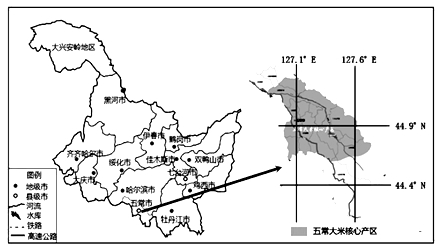 大兴安岭地区
黑河市
伊春市
鹤岗市
齐齐哈尔市
绥化市
佳木斯市
双鸭山市
大庆市
七台河市
哈尔滨市
鸡西市
五常市
牡丹江市
图例
地级市
县级市
河流
水库
铁路
高速公路
127.1° E
127.6° E
44.9° N
44.4° N
五常大米核心产区